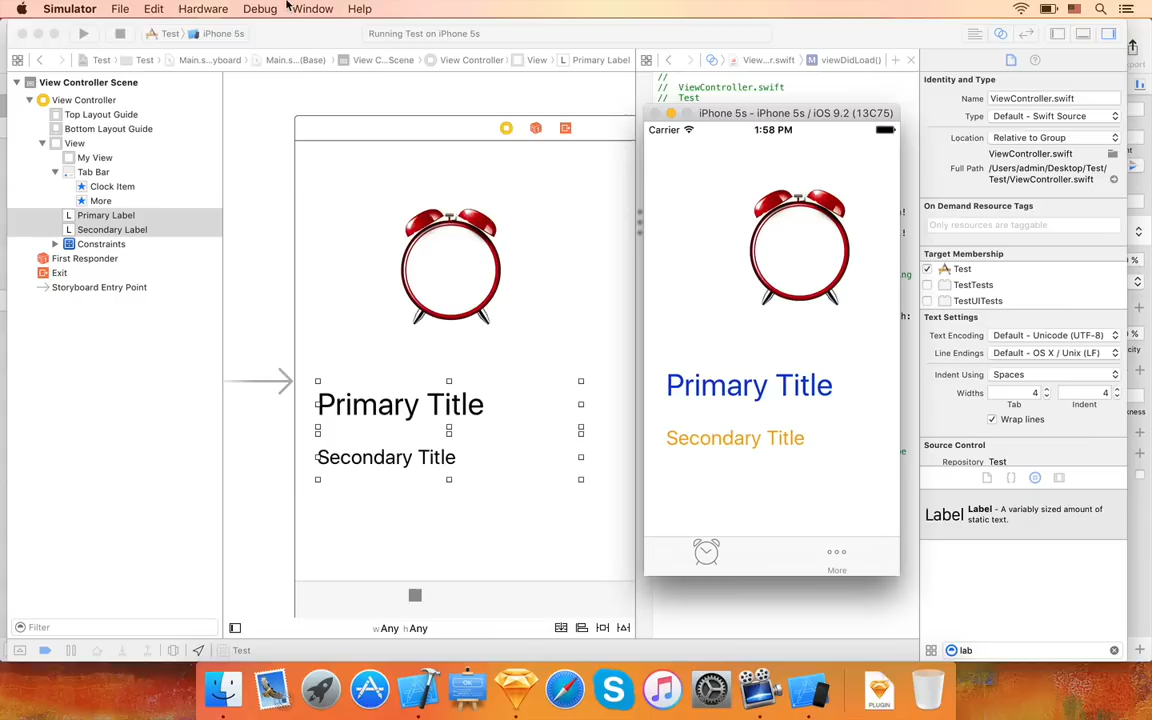 Simulator File Edit Hardware Debug Window Help
Test iPhone 5s Running Test on iPhone 5s
Test Test Main.s...yboard Main.s...(Base) View C...Scene View Controller View Primary Label
View...r.swift viewDidLoad()
View Controller Scene
View Controller
Top Layout Guide
Bottom Layout Guide
View
My View
Tab Bar
Clock Item
More
Primary Label
Secondary Label
Constraints
First Responder
Exit
Storyboard Entry Point
Filter
Primary Title
Secondary Title
wAny hAny
Test
//
// ViewController.swift
// Test
iPhone 5s - iPhone 5s / iOS 9.2 (13C75)
Carrier 1:58 PM
Primary Title
Secondary Title
More
Identity and Type
Name ViewController.swift
Type Default - Swift Source
Location Relative to Group
ViewController.swift
Full Path /Users/admin/Desktop/Test/
Test/ViewController.swift
On Demand Resource Tags
Only resources are taggable
Target Membership
Test
TestTests
TestUITests
Text Settings
Text Encoding Default - Unicode (UTF-8)
Line Endings Default - OS X / Unix (LF)
Indent Using Spaces
Widths 4 4
Tab Indent
Wrap lines
Source Control
Repository Test
Label Label - A variably sized amount of
static text.
lab
PLUGIN